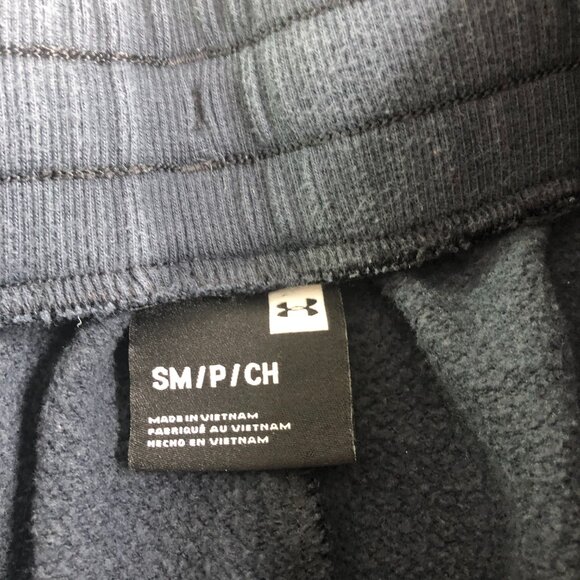 SM/P/CH
MADE IN VIETNAM
FABRIQUÉ AU VIETNAM
HECHO EN VIETNAM